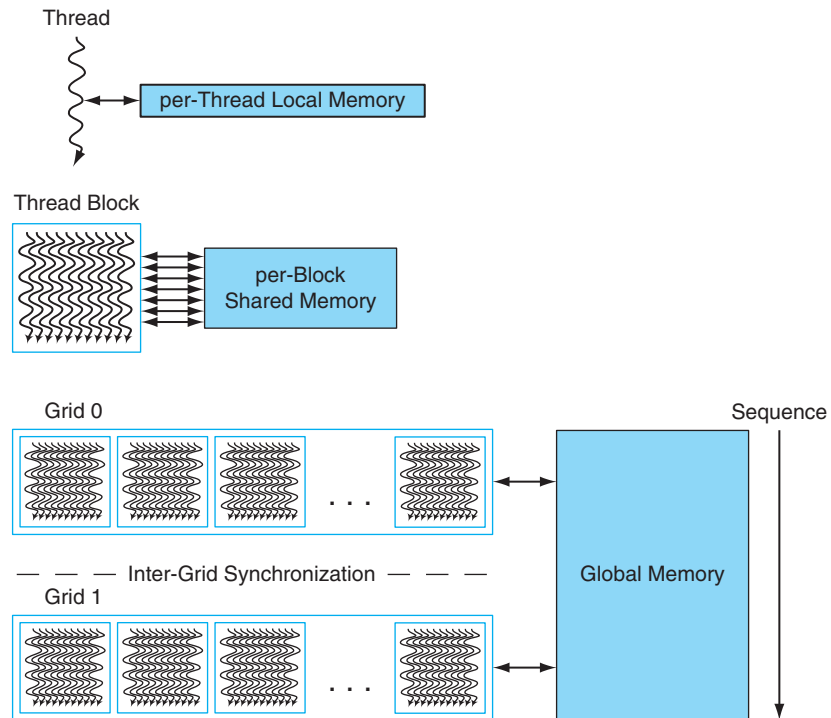 Thread
per-Thread Local Memory
Thread Block
per-Block
Shared Memory
Grid 0
Sequence
. . .
Inter-Grid Synchronization
Global Memory
Grid 1
. . .